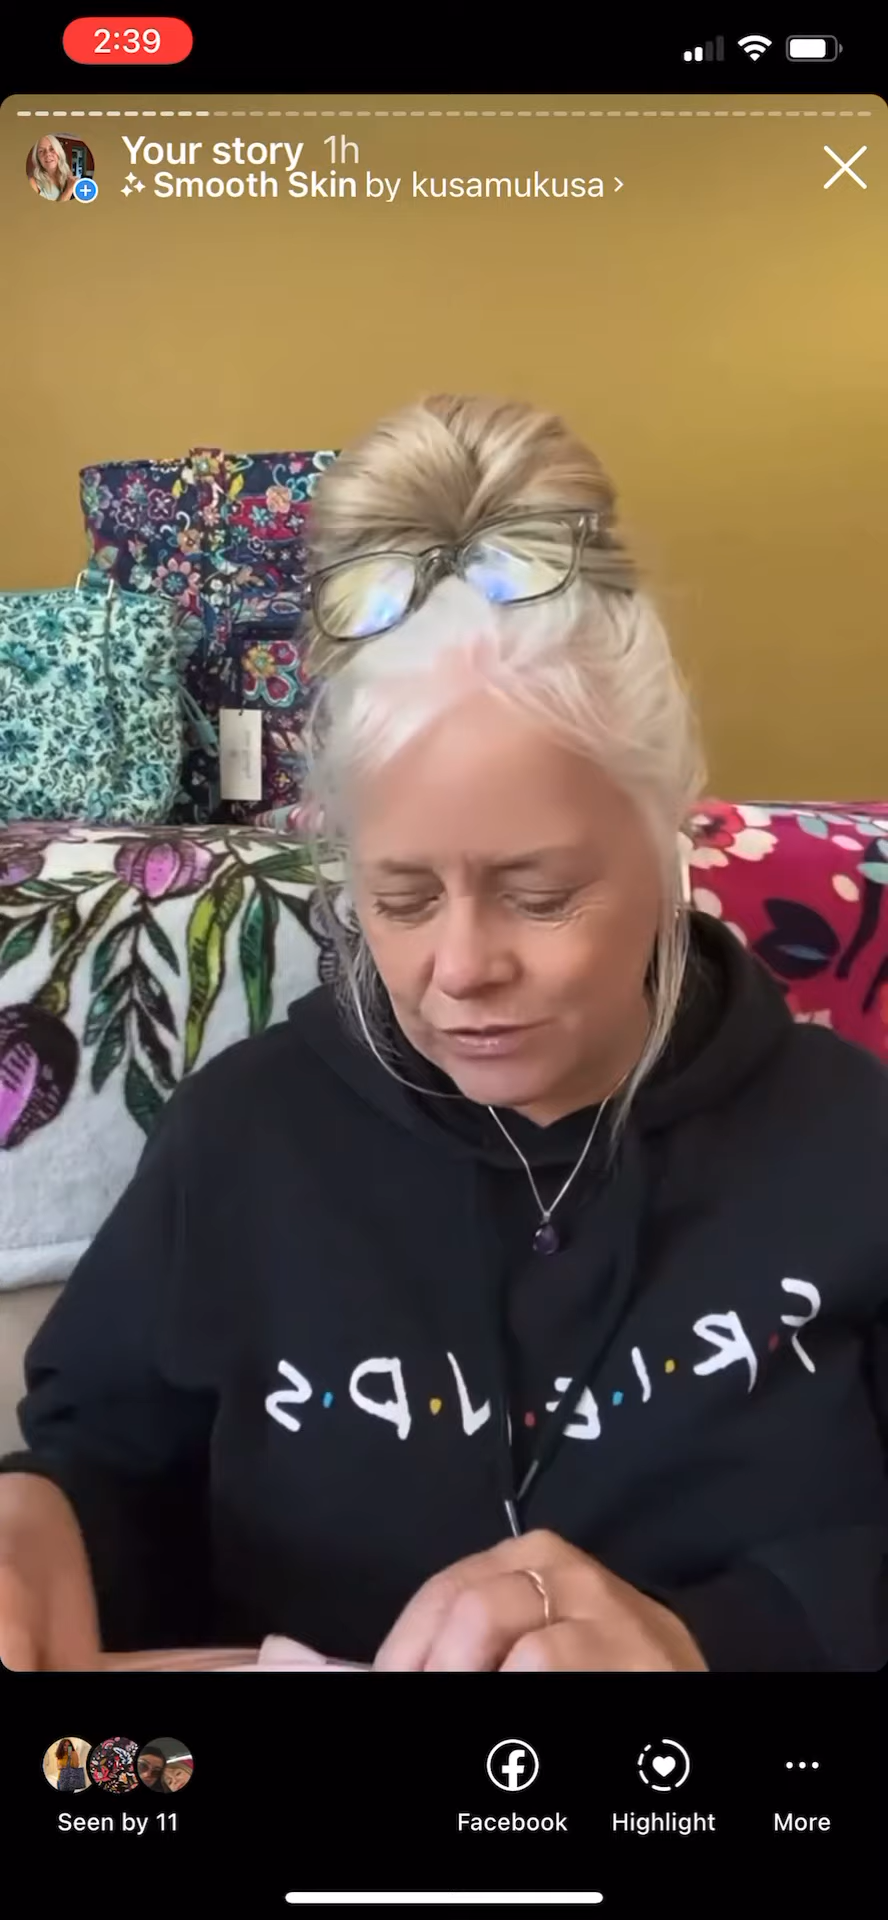 2:39
Your story 1h
Smooth Skin by kusamukusa >
F·R·I·E·N·D·S
Seen by 11
Facebook
Highlight
More